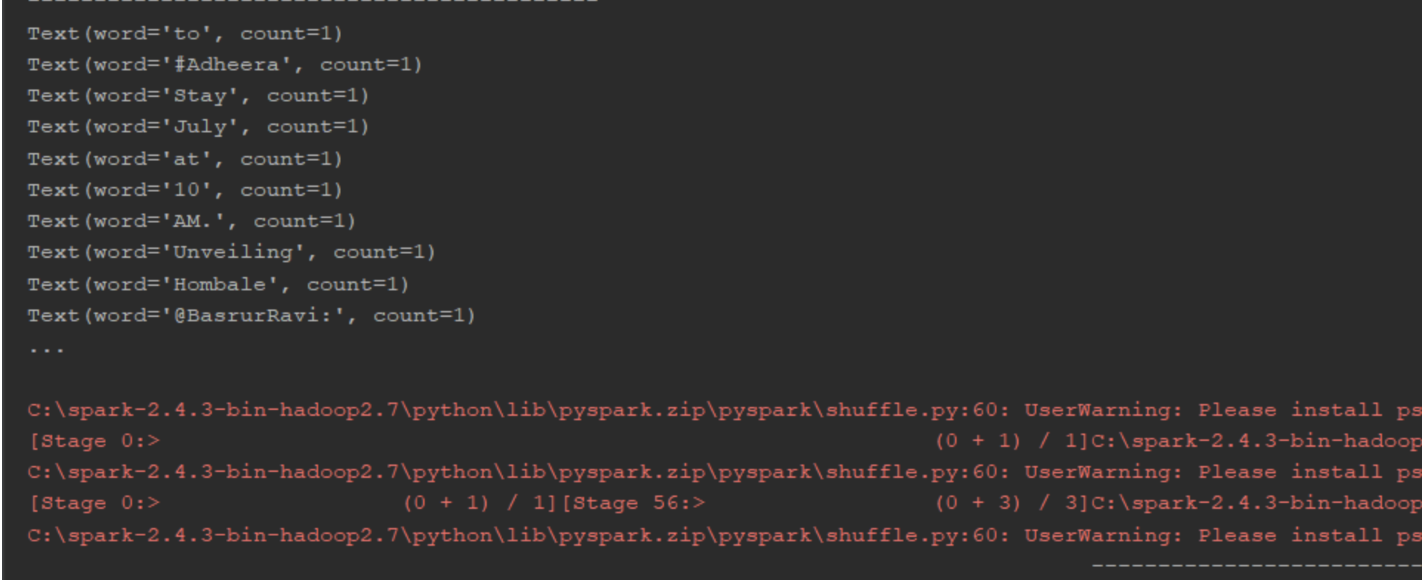 -------------------------------------------
Text(word='to', count=1)
Text(word='#Adheera', count=1)
Text(word='Stay', count=1)
Text(word='July', count=1)
Text(word='at', count=1)
Text(word='10', count=1)
Text(word='AM.', count=1)
Text(word='Unveiling', count=1)
Text(word='Hombale', count=1)
Text(word='@BasrurRavi:', count=1)
...
C:\spark-2.4.3-bin-hadoop2.7\python\lib\pyspark.zip\pyspark\shuffle.py:60: UserWarning: Please install ps
[Stage 0:> (0 + 1) / 1]C:\spark-2.4.3-bin-hadoop
C:\spark-2.4.3-bin-hadoop2.7\python\lib\pyspark.zip\pyspark\shuffle.py:60: UserWarning: Please install ps
[Stage 0:> (0 + 1) / 1][Stage 56:> (0 + 3) / 3]C:\spark-2.4.3-bin-hadoop
C:\spark-2.4.3-bin-hadoop2.7\python\lib\pyspark.zip\pyspark\shuffle.py:60: UserWarning: Please install ps
-------------------------